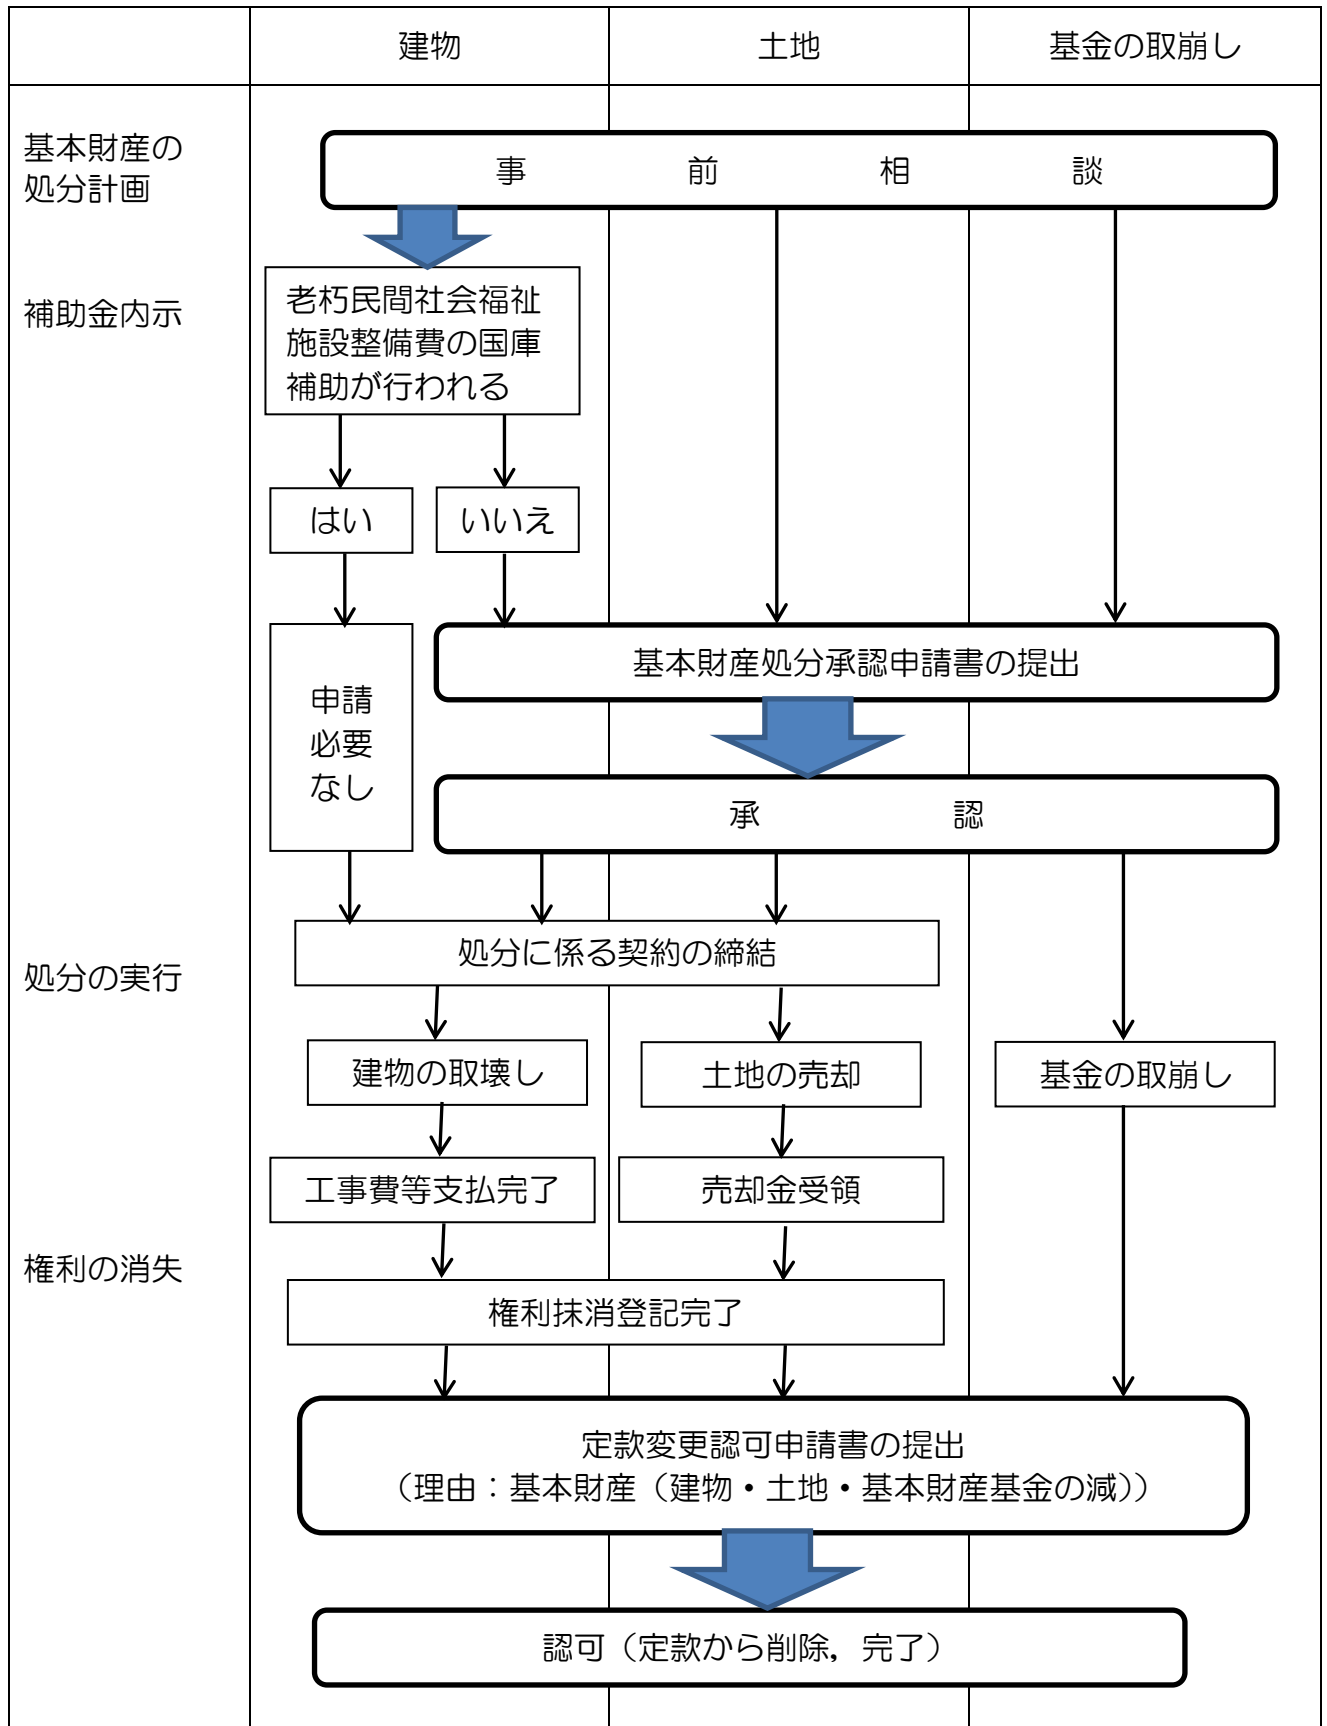 建物
土地
基金の取崩し
基本財産の
処分計画
事前相談
補助金内示
老朽民間社会福祉
施設整備費の国庫
補助が行われる
はい
いいえ
申請
必要
なし
基本財産処分承認申請書の提出
承認
処分の実行
処分に係る契約の締結
建物の取壊し
土地の売却
基金の取崩し
工事費等支払完了
売却金受領
権利の消失
権利抹消登記完了
定款変更認可申請書の提出
（理由：基本財産（建物・土地・基本財産基金の減））
認可（定款から削除，完了）